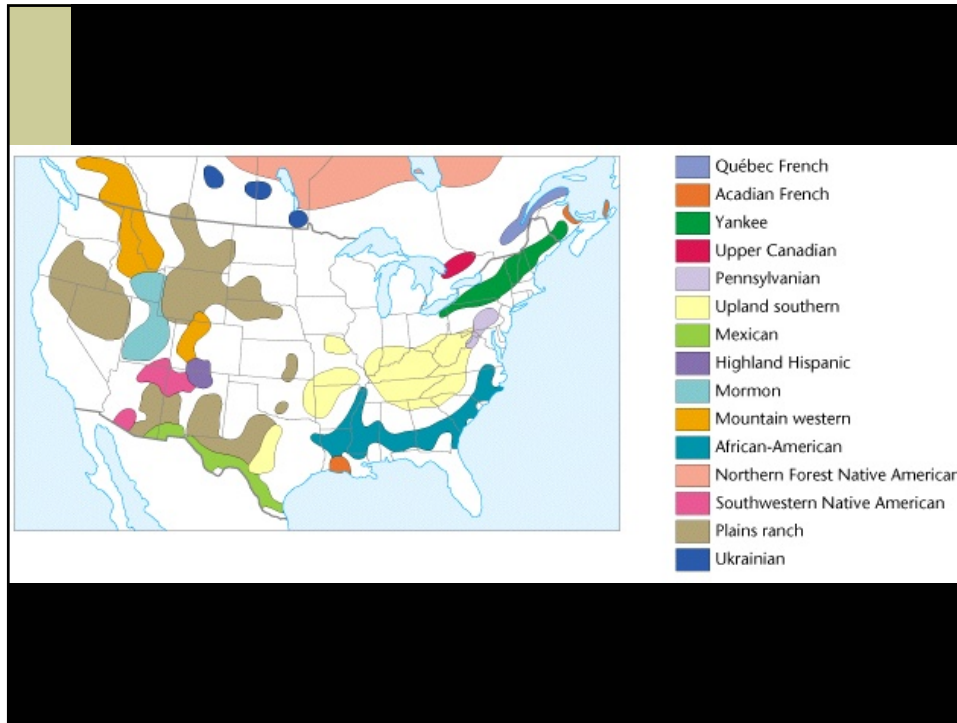 Québec French
Acadian French
Yankee
Upper Canadian
Pennsylvanian
Upland southern
Mexican
Highland Hispanic
Mormon
Mountain western
African-American
Northern Forest Native American
Southwestern Native American
Plains ranch
Ukrainian